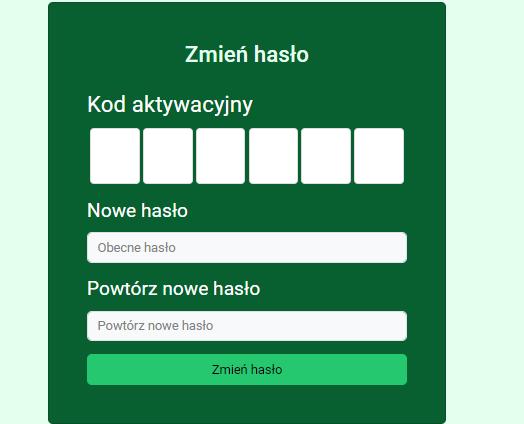 Zmień hasło
Kod aktywacyjny
Nowe hasło
Obecne hasło
Powtórz nowe hasło
Powtórz nowe hasło
Zmień hasło